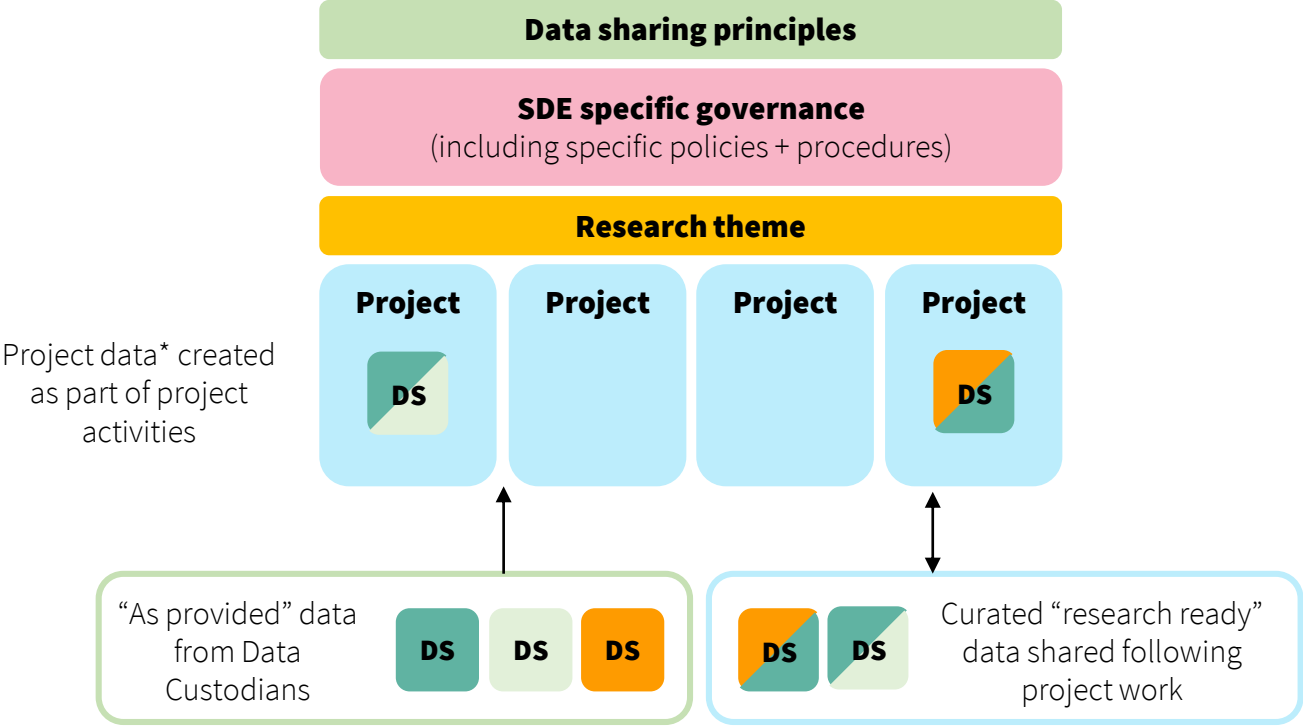 Data sharing principles
SDE specific governance
(including specific policies + procedures)
Research theme
Project
Project
Project
Project
Project data* created
as part of project
activities
DS
DS
“As provided” data
from Data
Custodians
DS
DS
DS
DS
DS
Curated “research ready”
data shared following
project work